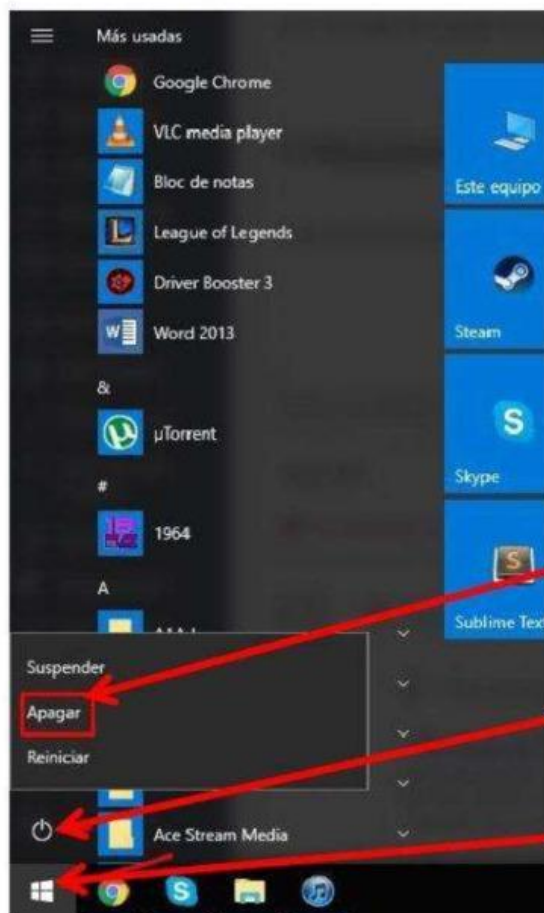 Más usadas
Google Chrome
VLC media player
Bloc de notas
League of Legends
Driver Booster 3
Word 2013
&
µTorrent
#
1964
A
Suspender
Apagar
Reiniciar
Ace Stream Media
Este equipo
Steam
Skype
Sublime Text